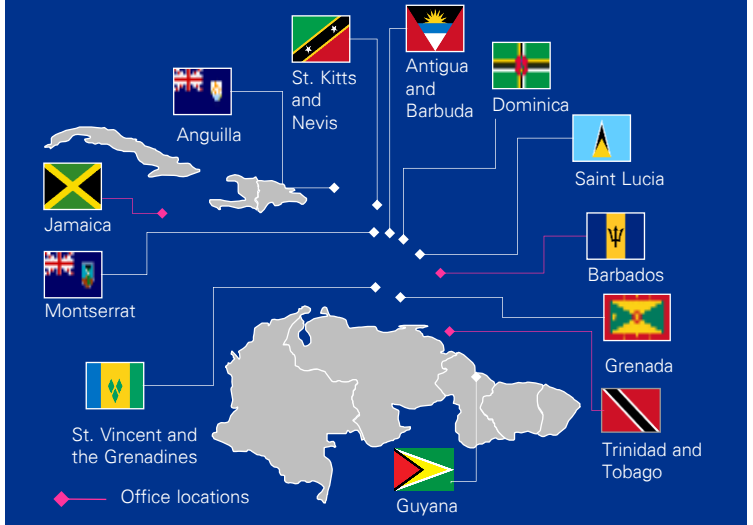 St. Kitts
and
Nevis
Antigua
and
Barbuda
Dominica
Anguilla
Saint Lucia
Jamaica
Barbados
Montserrat
Grenada
St. Vincent and
the Grenadines
Trinidad and
Tobago
Office locations
Guyana